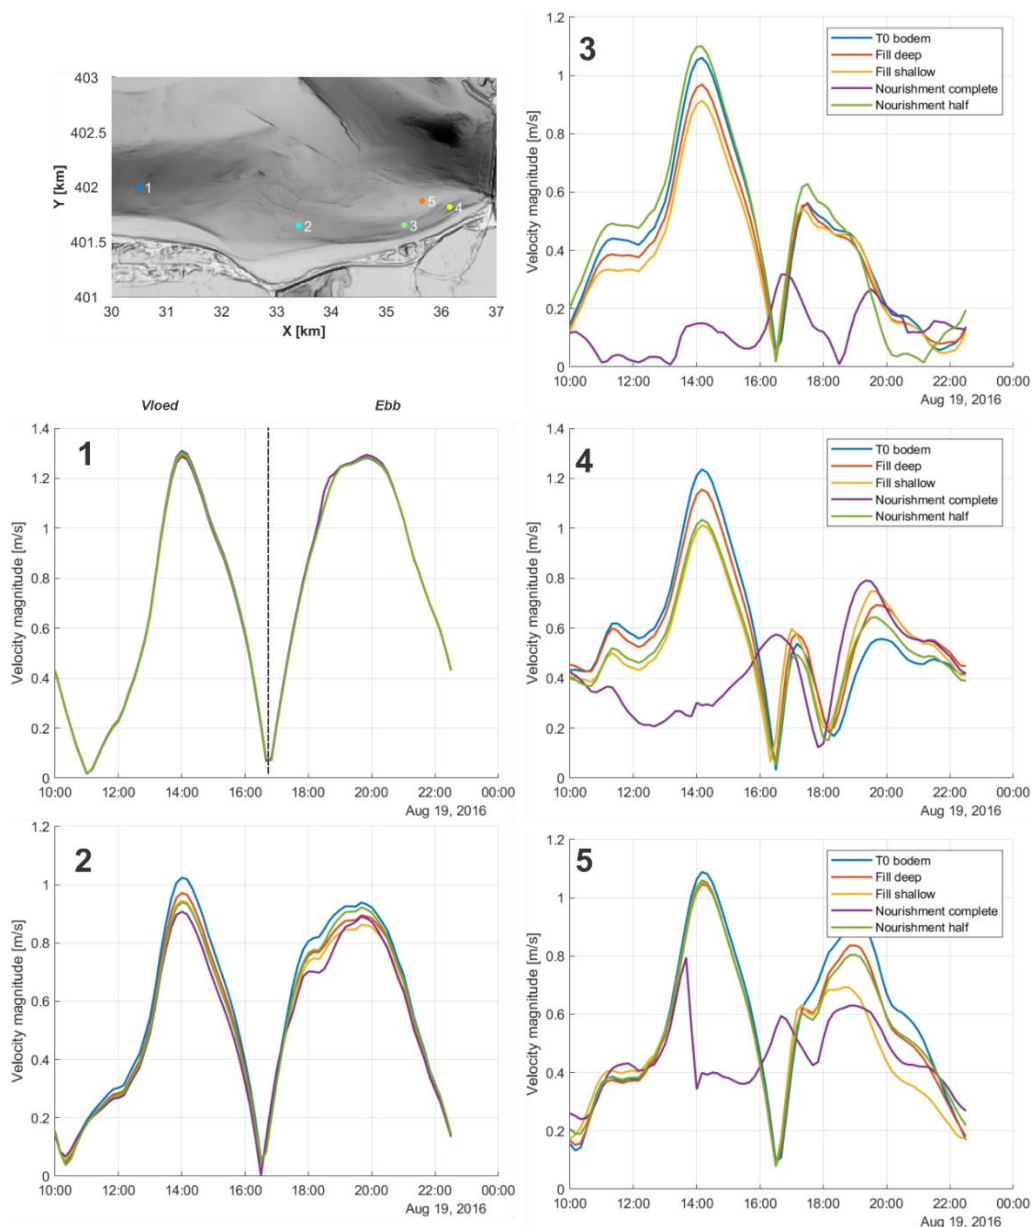 403
402.5
402
401.5
401
Y [km]
30 31 32 33 34 35 36 37
X [km]
1
2
3
4
5
3
T0 bodem
Fill deep
Fill shallow
Nourishment complete
Nourishment half
Velocity magnitude [m/s]
1.2
1
0.8
0.6
0.4
0.2
0
10:00 12:00 14:00 16:00 18:00 20:00 22:00 00:00
Aug 19, 2016
Vloed Ebb
1
Velocity magnitude [m/s]
1.4
1.2
1
0.8
0.6
0.4
0.2
0
10:00 12:00 14:00 16:00 18:00 20:00 22:00 00:00
Aug 19, 2016
4
T0 bodem
Fill deep
Fill shallow
Nourishment complete
Nourishment half
Velocity magnitude [m/s]
1.4
1.2
1
0.8
0.6
0.4
0.2
0
10:00 12:00 14:00 16:00 18:00 20:00 22:00 00:00
Aug 19, 2016
2
Velocity magnitude [m/s]
1.2
1
0.8
0.6
0.4
0.2
0
10:00 12:00 14:00 16:00 18:00 20:00 22:00 00:00
Aug 19, 2016
5
T0 bodem
Fill deep
Fill shallow
Nourishment complete
Nourishment half
Velocity magnitude [m/s]
1.2
1
0.8
0.6
0.4
0.2
0
10:00 12:00 14:00 16:00 18:00 20:00 22:00 00:00
Aug 19, 2016